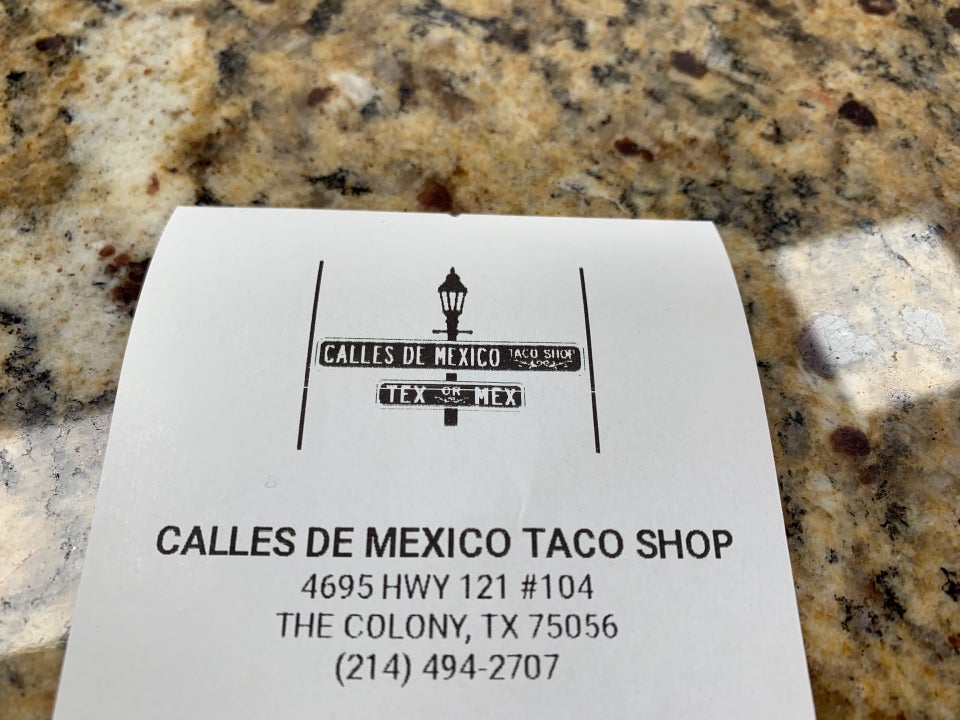 CALLES DE MEXICO TACO SHOP
TEX OR MEX
CALLES DE MEXICO TACO SHOP
4695 HWY 121 #104
THE COLONY, TX 75056
(214) 494-2707